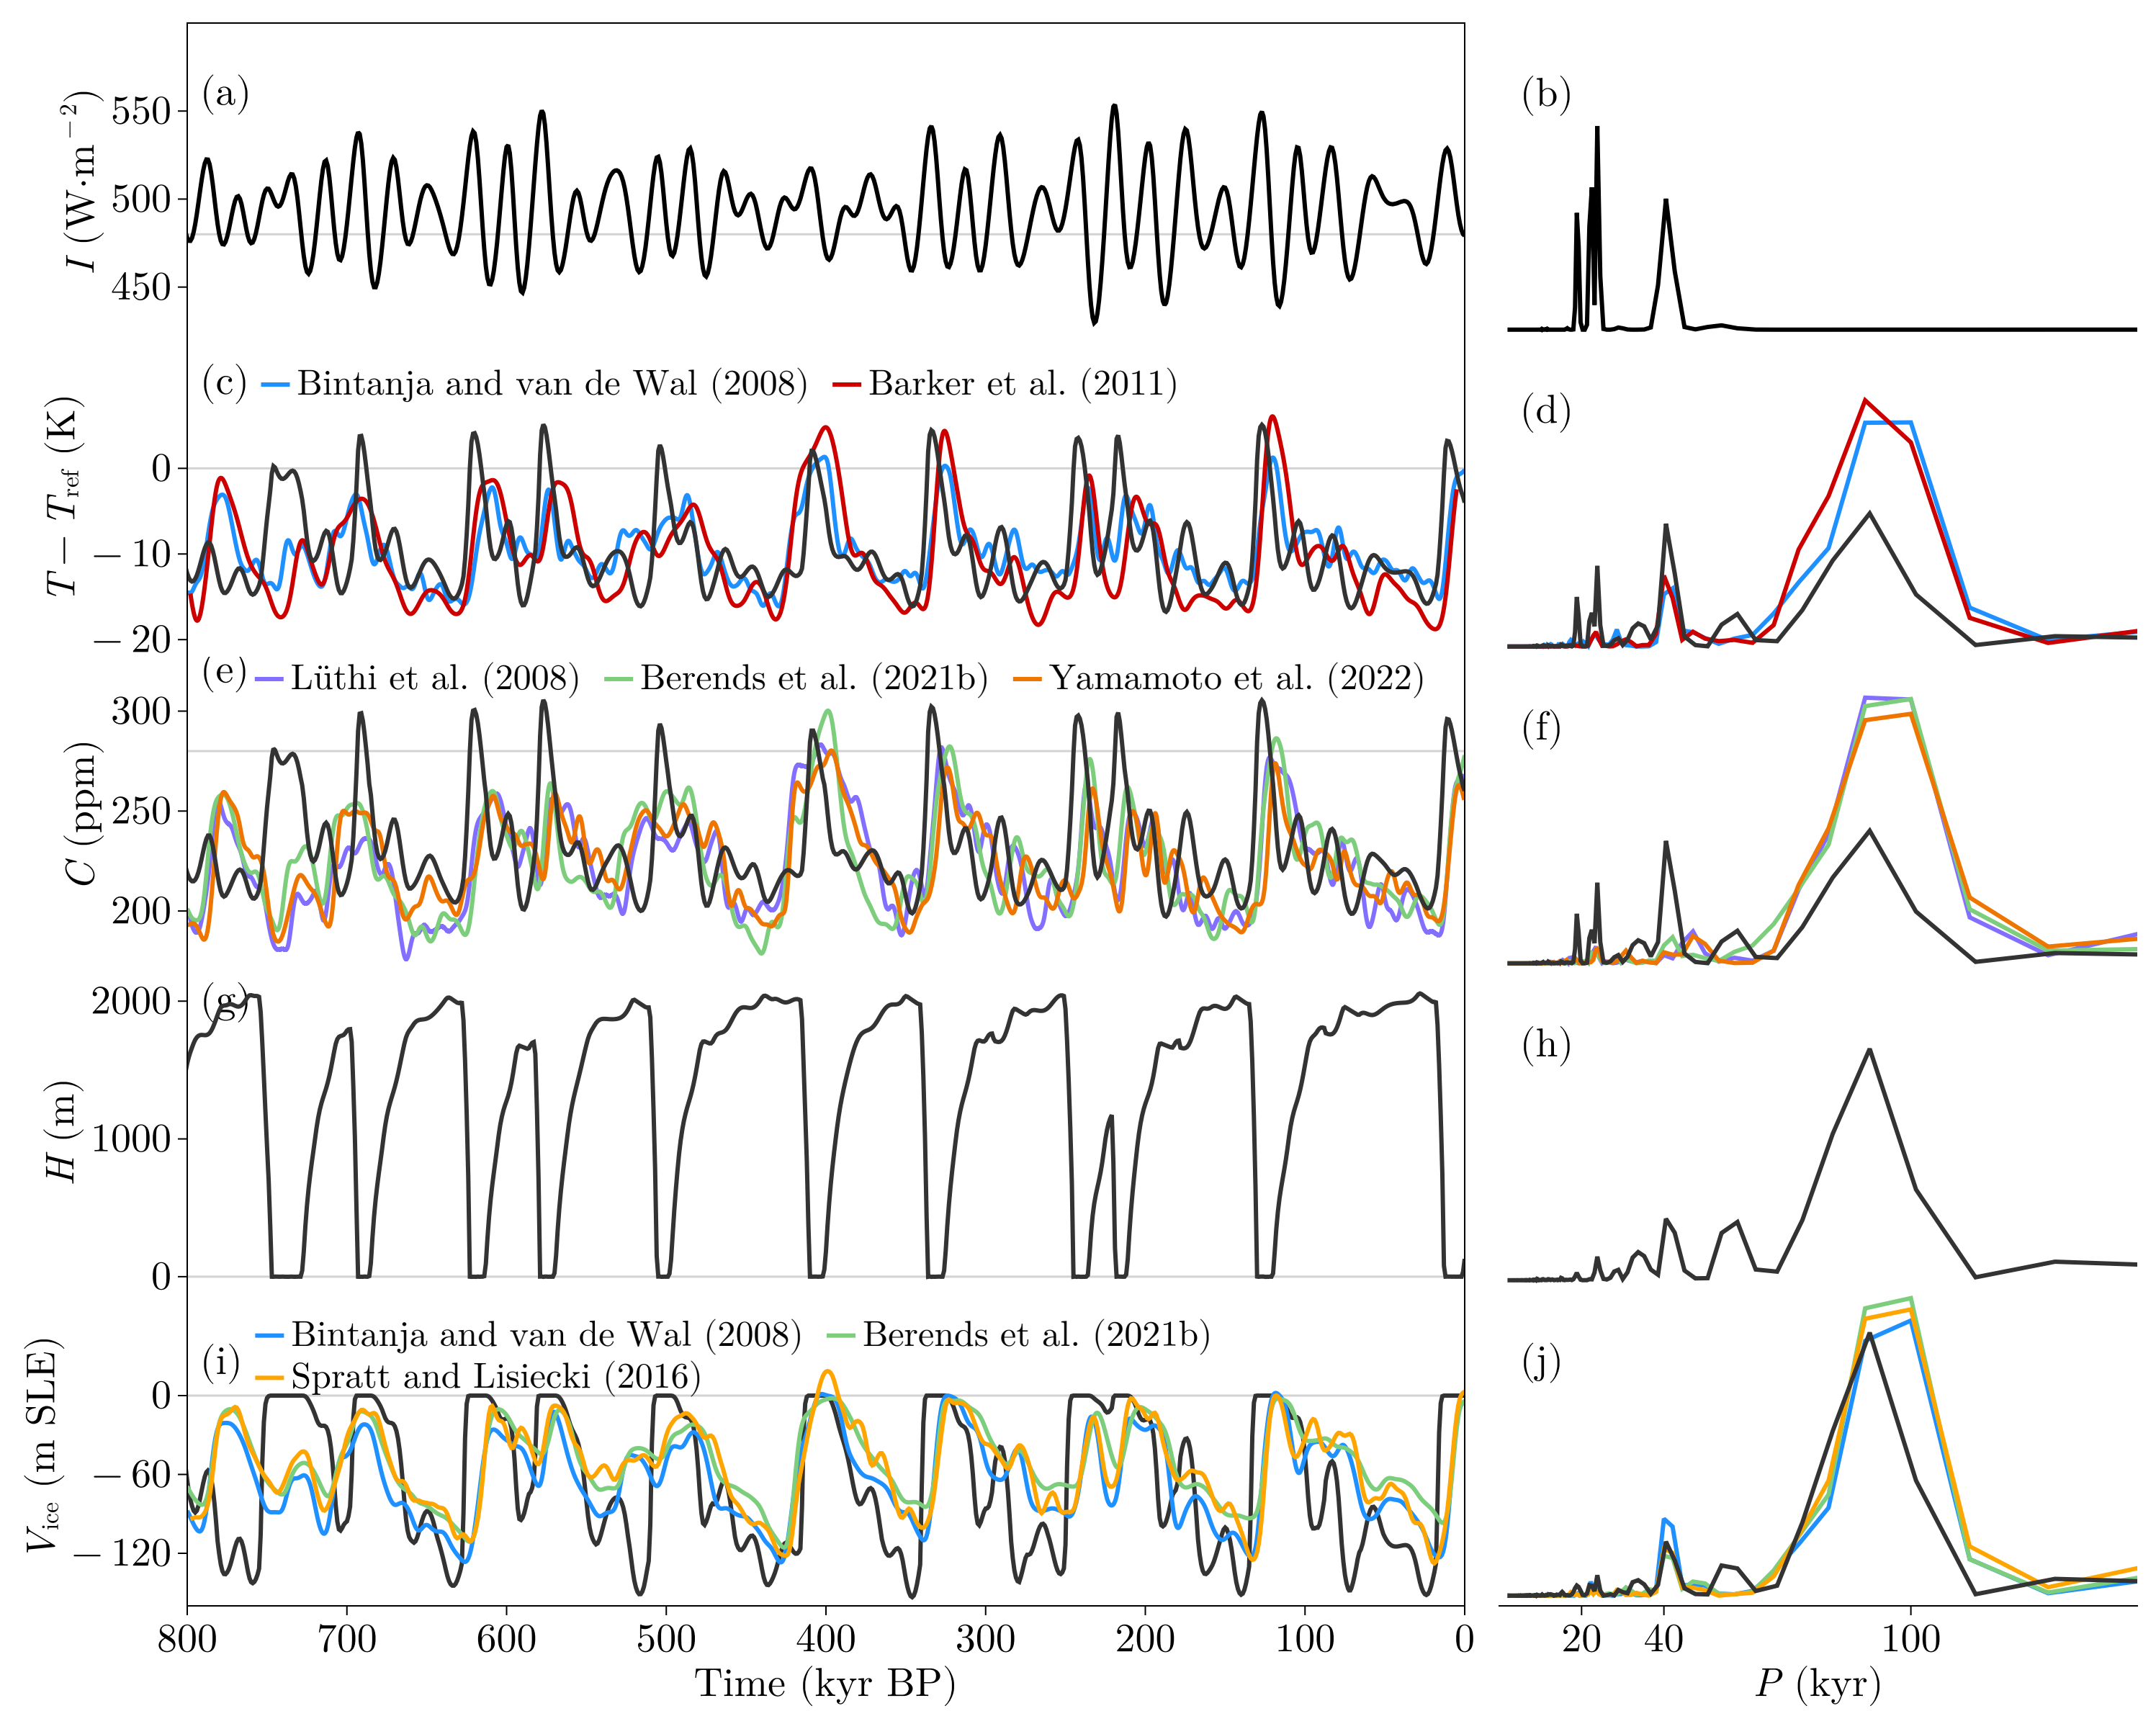 (a)
(b)
I (W·m⁻²)
550
500
450
(c) Bintanja and van de Wal (2008) Barker et al. (2011)
(d)
T − Tref (K)
0
−10
−20
(e) Lüthi et al. (2008) Berends et al. (2021b) Yamamoto et al. (2022)
(f)
C (ppm)
300
250
200
(g)
(h)
H (m)
2000
1000
0
(i) Bintanja and van de Wal (2008) Berends et al. (2021b)
Spratt and Lisiecki (2016)
(j)
Vice (m SLE)
0
−60
−120
800 700 600 500 400 300 200 100 0
20 40 100
Time (kyr BP)
P (kyr)